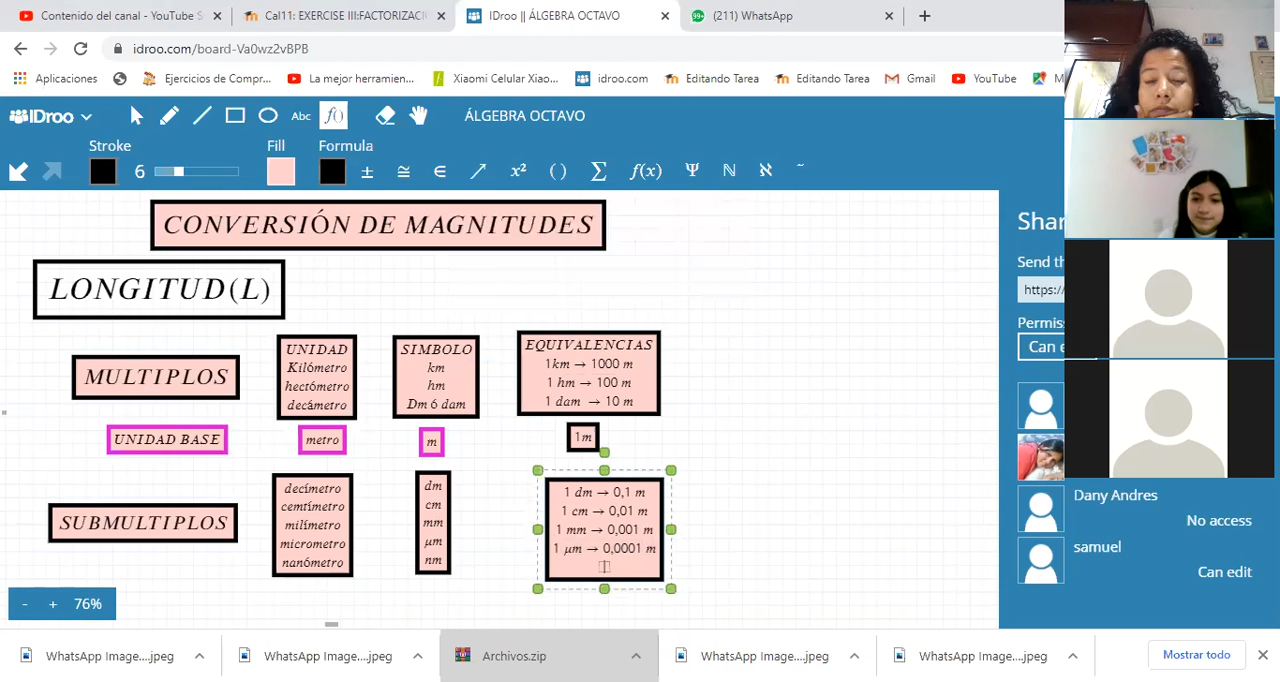 Contenido del canal - YouTube S
Cal11: EXERCISE III:FACTORIZACI
IDroo || ÁLGEBRA OCTAVO
99+
(211) WhatsApp
idroo.com/board-Va0wz2vBPB
Aplicaciones
Ejercicios de Compr...
La mejor herramien...
Xiaomi Celular Xiao...
idroo.com
Editando Tarea
Editando Tarea
Gmail
YouTube
M
IDroo
Abc
f()
ÁLGEBRA OCTAVO
Stroke
Fill
Formula
6
± ≅ ∈ x² ( ) ∑ f(x) Ψ ℕ ℵ
CONVERSIÓN DE MAGNITUDES
LONGITUD(L)
MULTIPLOS
UNIDAD
Kilómetro
hectómetro
decámetro
SIMBOLO
km
hm
Dm ó dam
EQUIVALENCIAS
1km → 1000 m
1 hm → 100 m
1 dam → 10 m
UNIDAD BASE
metro
m
1m
SUBMULTIPLOS
decímetro
centímetro
milímetro
micrometro
nanómetro
dm
cm
mm
μm
nm
1 dm → 0,1 m
1 cm → 0,01 m
1 mm → 0,001 m
1 μm → 0,0001 m
- + 76%
Shar
Send th
https:/
Permis
Can e
Dany Andres
No access
samuel
Can edit
WhatsApp Image....jpeg
WhatsApp Image....jpeg
Archivos.zip
WhatsApp Image....jpeg
WhatsApp Image....jpeg
Mostrar todo